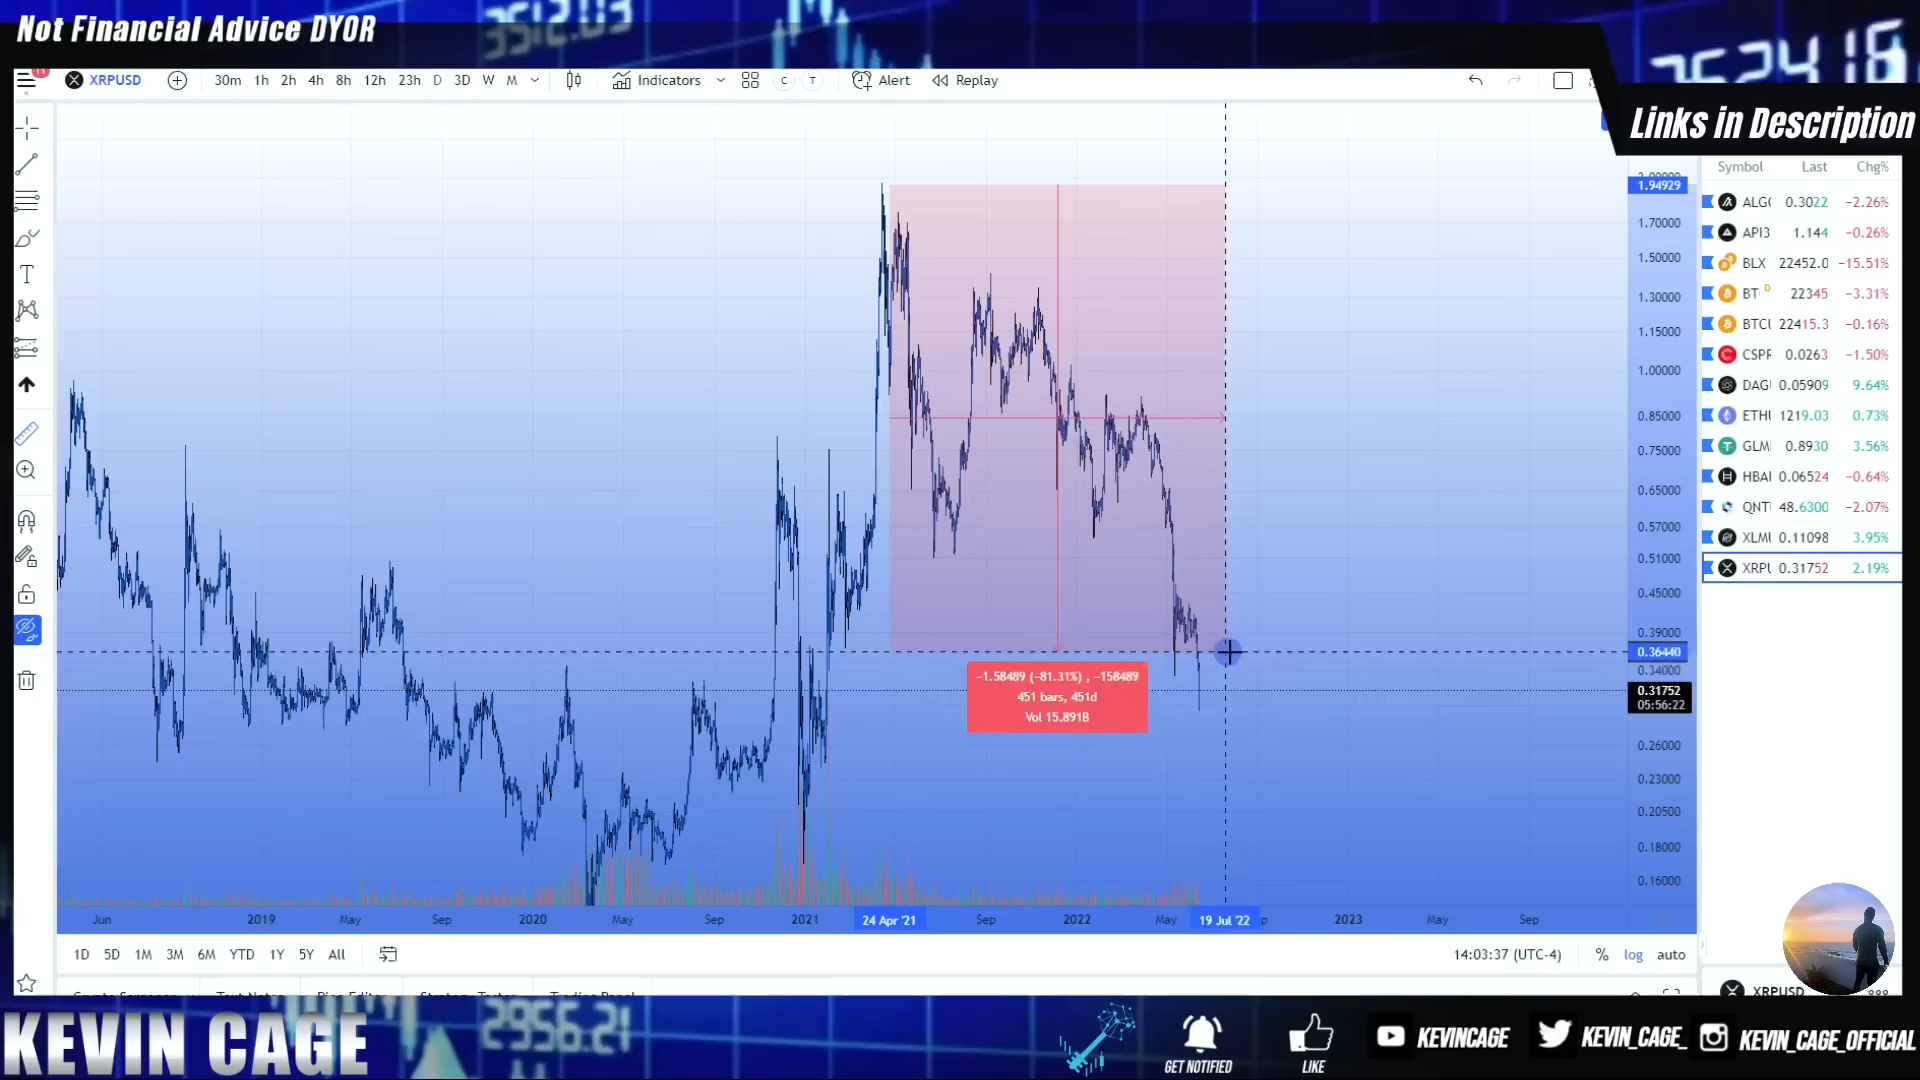 Not Financial Advice DYOR
3512.03
752418
Links in Description
11
XRPUSD
30m 1h 2h 4h 8h 12h 23h D 3D W M
Indicators
C T
Alert
Replay
Symbol Last Chg%
ALG 0.3022 −2.26%
API3 1.144 −0.26%
BLX 22452.0 −15.51%
BT D 22345 −3.31%
BTC 22415.3 −0.16%
CSPR 0.0263 −1.50%
DAG 0.05909 9.64%
ETH 1219.03 0.73%
GLM 0.8930 3.56%
HBA 0.06524 −0.64%
QNT 48.6300 −2.07%
XLM 0.11098 3.95%
XRP 0.31752 2.19%
2.00000
1.94929
1.70000
1.50000
1.30000
1.15000
1.00000
0.85000
0.75000
0.65000
0.57000
0.51000
0.45000
0.39000
0.36440
0.34000
0.31752
05:56:22
0.26000
0.23000
0.20500
0.18000
0.16000
−1.58489 (−81.31%) , −158489
451 bars, 451d
Vol 15.891B
Jun 2019 May Sep 2020 May Sep 2021 24 Apr '21 Sep 2022 May 19 Jul '22 2023 May Sep
1D 5D 1M 3M 6M YTD 1Y 5Y All
14:03:37 (UTC-4) % log auto
XRPUSD
KEVIN CAGE
2956.21
GET NOTIFIED
LIKE
KEVINCAGE
KEVIN_CAGE_
KEVIN_CAGE_OFFICIAL